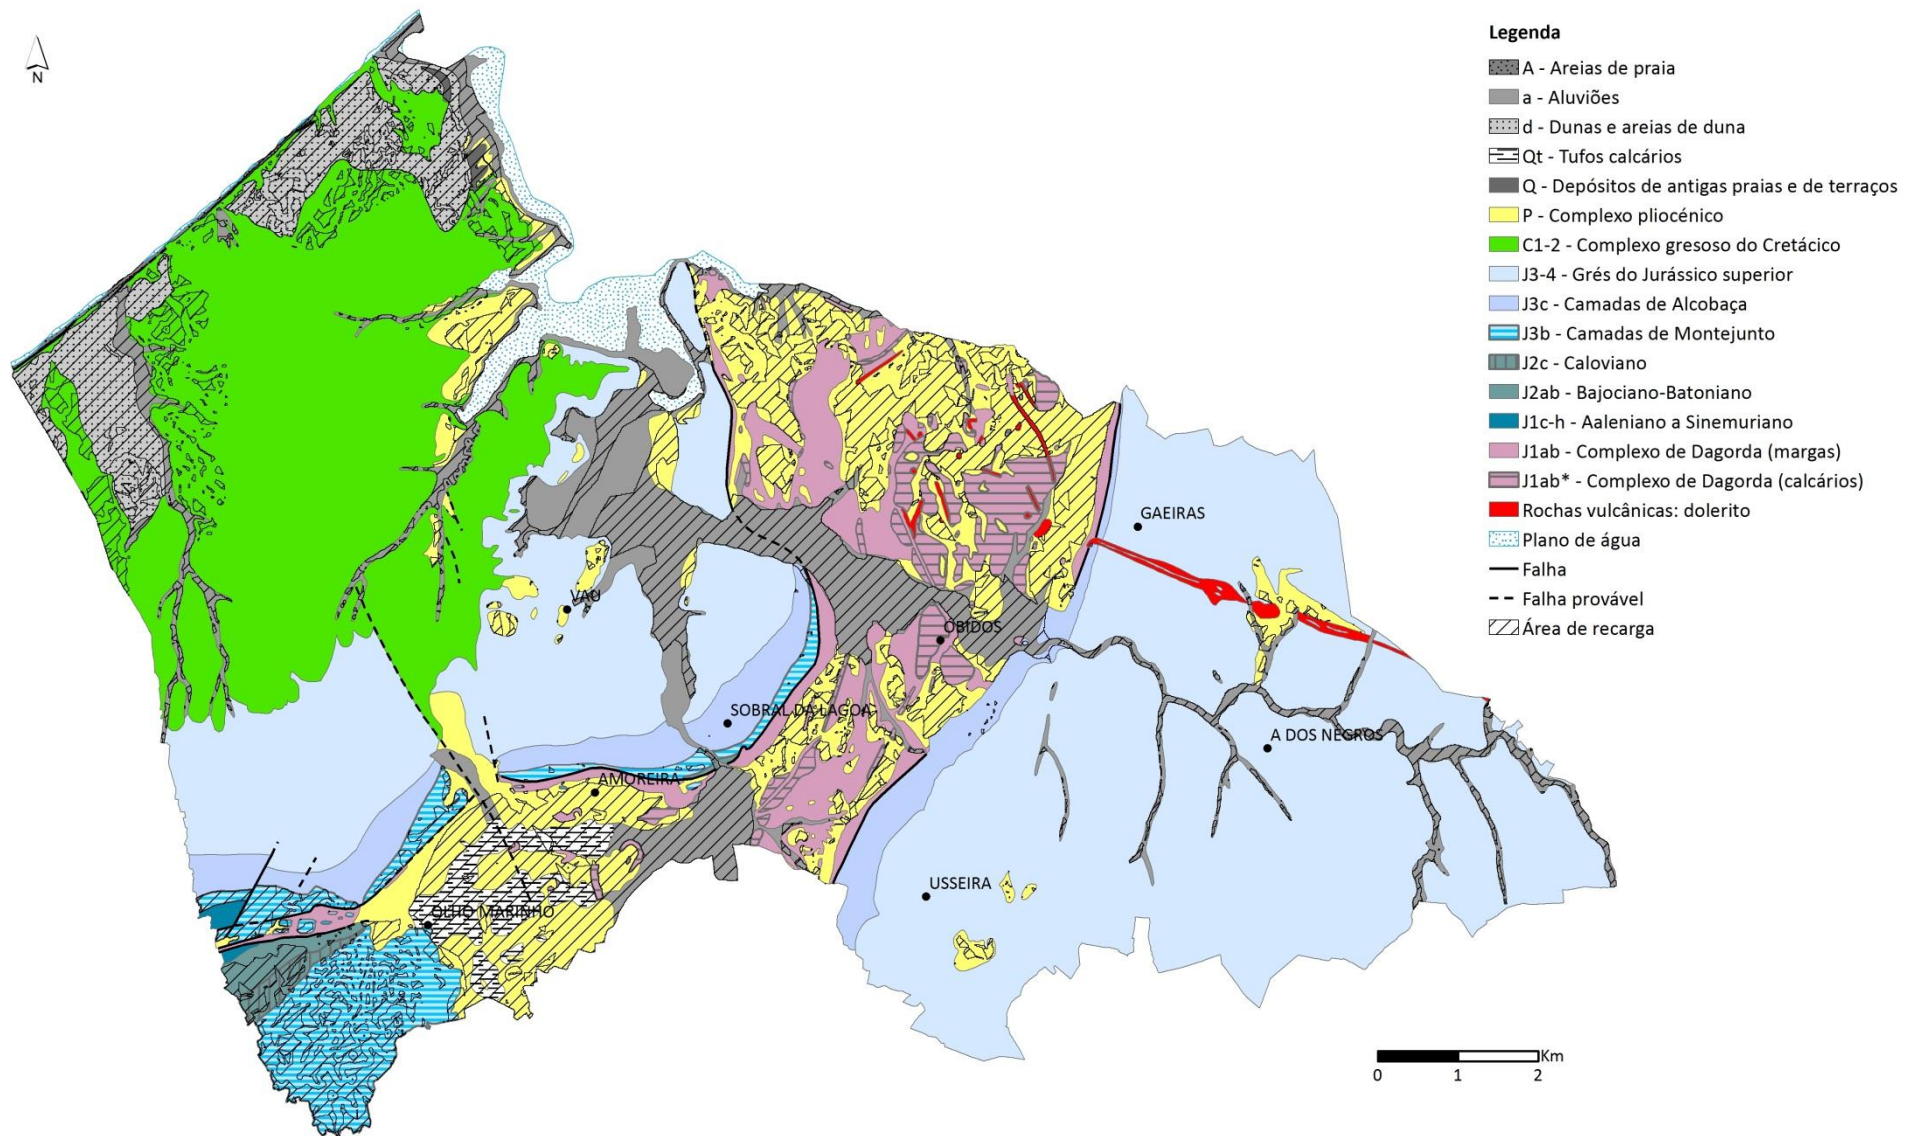 N
Legenda
A - Areias de praia
a - Aluviões
d - Dunas e areias de duna
Qt - Tufos calcários
Q - Depósitos de antigas praias e de terraços
P - Complexo pliocénico
C1-2 - Complexo gresoso do Cretácico
J3-4 - Grés do Jurássico superior
J3c - Camadas de Alcobaça
J3b - Camadas de Montejunto
J2c - Caloviano
J2ab - Bajociano-Batoniano
J1c-h - Aaleniano a Sinemuriano
J1ab - Complexo de Dagorda (margas)
J1ab* - Complexo de Dagorda (calcários)
Rochas vulcânicas: dolerito
Plano de água
Falha
Falha provável
Área de recarga
GAEIRAS
VAU
ÓBIDOS
SOBRAL DA LAGOA
A DOS NEGROS
AMOREIRA
USSEIRA
OLHO MARINHO
Km
0 1 2